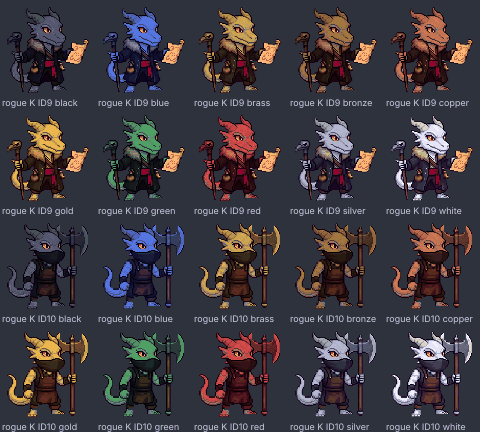 rogue K ID9 black
rogue K ID9 blue
rogue K ID9 brass
rogue K ID9 bronze
rogue K ID9 copper
rogue K ID9 gold
rogue K ID9 green
rogue K ID9 red
rogue K ID9 silver
rogue K ID9 white
rogue K ID10 black
rogue K ID10 blue
rogue K ID10 brass
rogue K ID10 bronze
rogue K ID10 copper
rogue K ID10 gold
rogue K ID10 green
rogue K ID10 red
rogue K ID10 silver
rogue K ID10 white